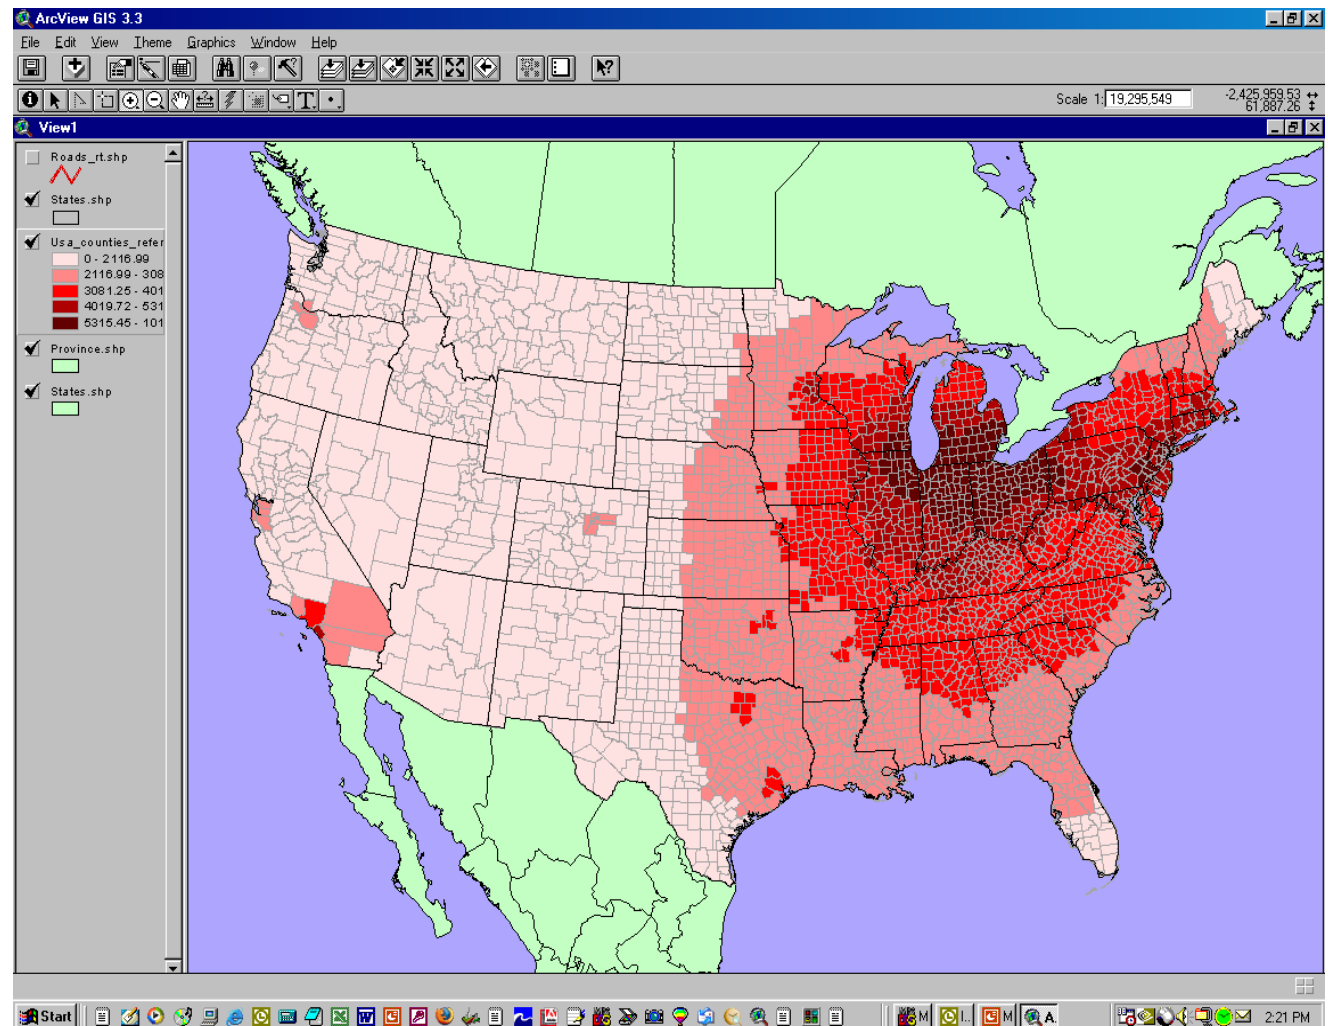 ArcView GIS 3.3
File Edit View Theme Graphics Window Help
Scale 1: 19,295,549
-2,425,959.53
61,887.26
View1
Roads_rt.shp
States.shp
Usa_counties_refer
0 - 2116.99
2116.99 - 308
3081.25 - 401
4019.72 - 531
5315.45 - 101
Province.shp
States.shp
Start M I.. M A. 2:21 PM